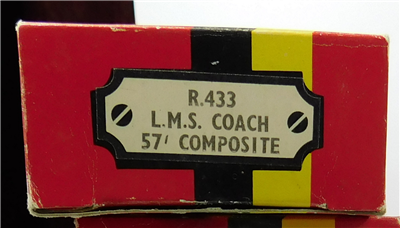 R.433
L.M.S. COACH
57' COMPOSITE